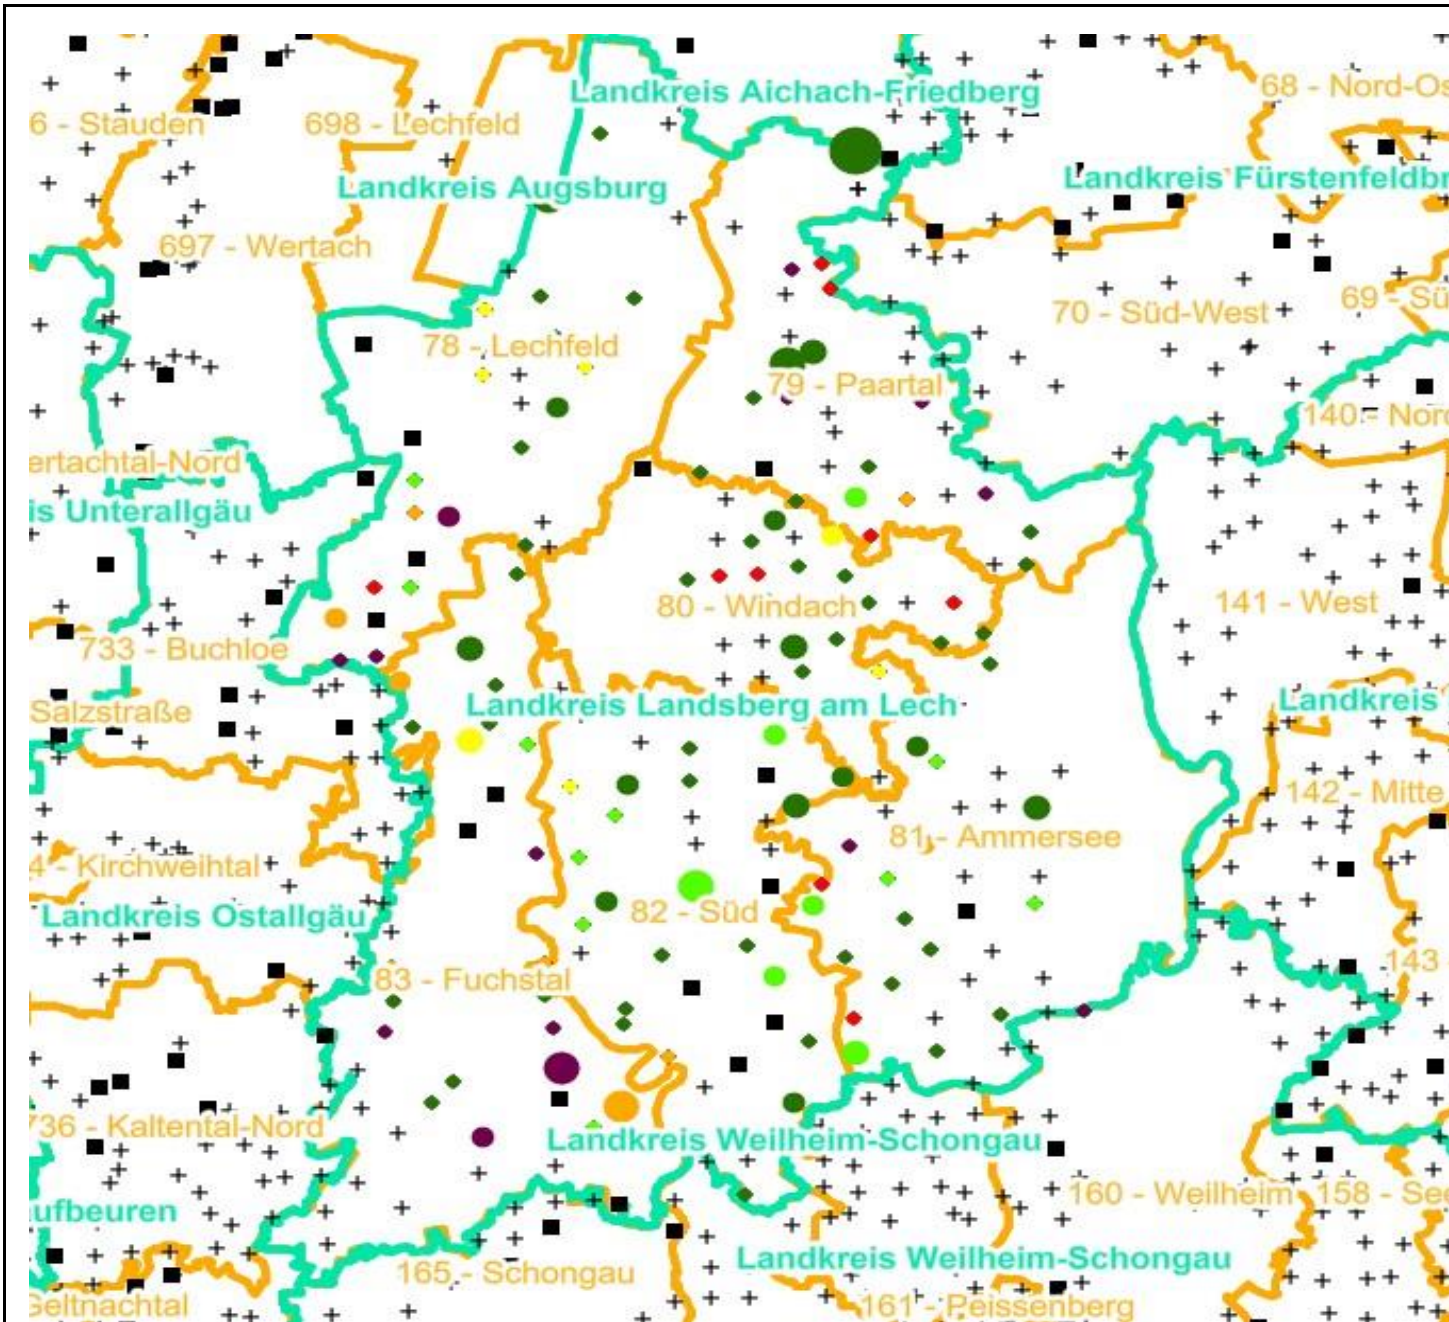 Landkreis Aichach-Friedberg
68 - Nord-Os
6 - Stauden
698 - Lechfeld
Landkreis Augsburg
Landkreis Fürstenfeldbr
697 - Wertach
69 - Sü
70 - Süd-West
78 - Lechfeld
79 - Paartal
140 - Nord
ertachtal-Nord
is Unterallgäu
80 - Windach
141 - West
733 - Buchloe
Landkreis Landsberg am Lech
Landkreis
Salzstraße
142 - Mitte
81 - Ammersee
4 - Kirchweihtal
82 - Süd
Landkreis Ostallgäu
143 -
83 - Fuchstal
736 - Kaltental-Nord
Landkreis Weilheim-Schongau
160 - Weilheim
158 - See
ufbeuren
Landkreis Weilheim-Schongau
165 - Schongau
Geltnachtal
161 - Peissenberg